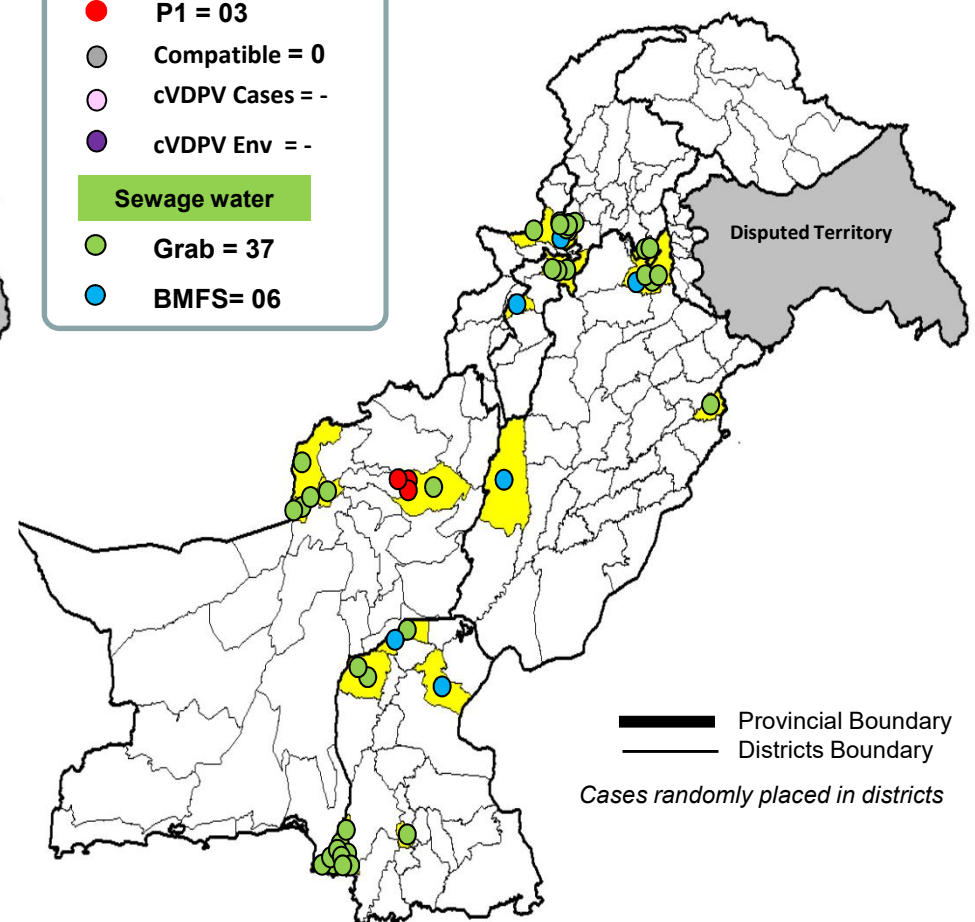 P1 = 03
Compatible = 0
cVDPV Cases = -
cVDPV Env = -
Sewage water
Grab = 37
BMFS= 06
Disputed Territory
Provincial Boundary
Districts Boundary
Cases randomly placed in districts